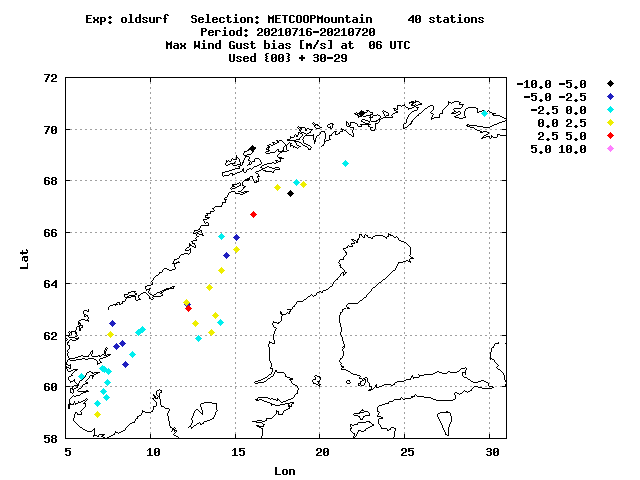 Exp: oldsurf   Selection: METCOOPMountain     40 stations
Period: 20210716-20210720
Max Wind Gust bias [m/s] at  06 UTC
Used {00} + 30-29
-10.0 -5.0
-5.0 -2.5
-2.5 0.0
0.0 2.5
2.5 5.0
5.0 10.0
72
70
68
66
64
62
60
58
Lat
5 10 15 20 25 30
Lon